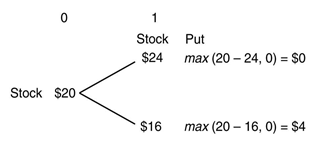 0 1
Stock Put
$24 max (20 – 24, 0) = $0
Stock $20
$16 max (20 – 16, 0) = $4